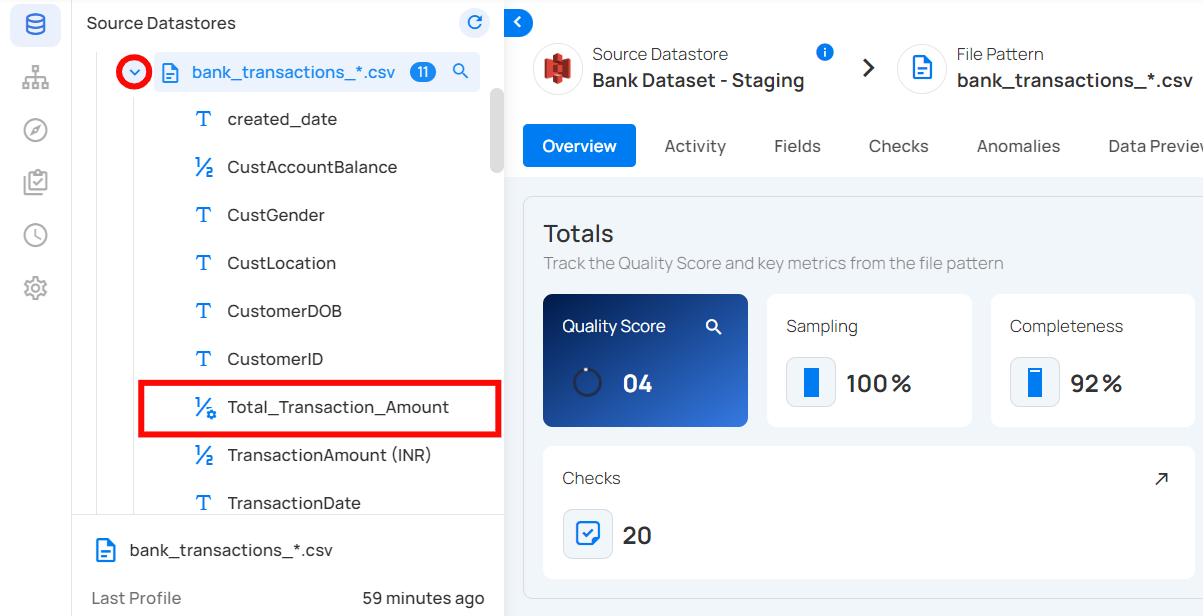 Source Datastores
bank_transactions_*.csv 11
created_date
½ CustAccountBalance
CustGender
CustLocation
CustomerDOB
CustomerID
½ Total_Transaction_Amount
½ TransactionAmount (INR)
TransactionDate
bank_transactions_*.csv
Last Profile 59 minutes ago
Source Datastore
Bank Dataset - Staging
File Pattern
bank_transactions_*.csv
Overview Activity Fields Checks Anomalies Data Preview
Totals
Track the Quality Score and key metrics from the file pattern
Quality Score
04
Sampling
100%
Completeness
92%
Checks
20